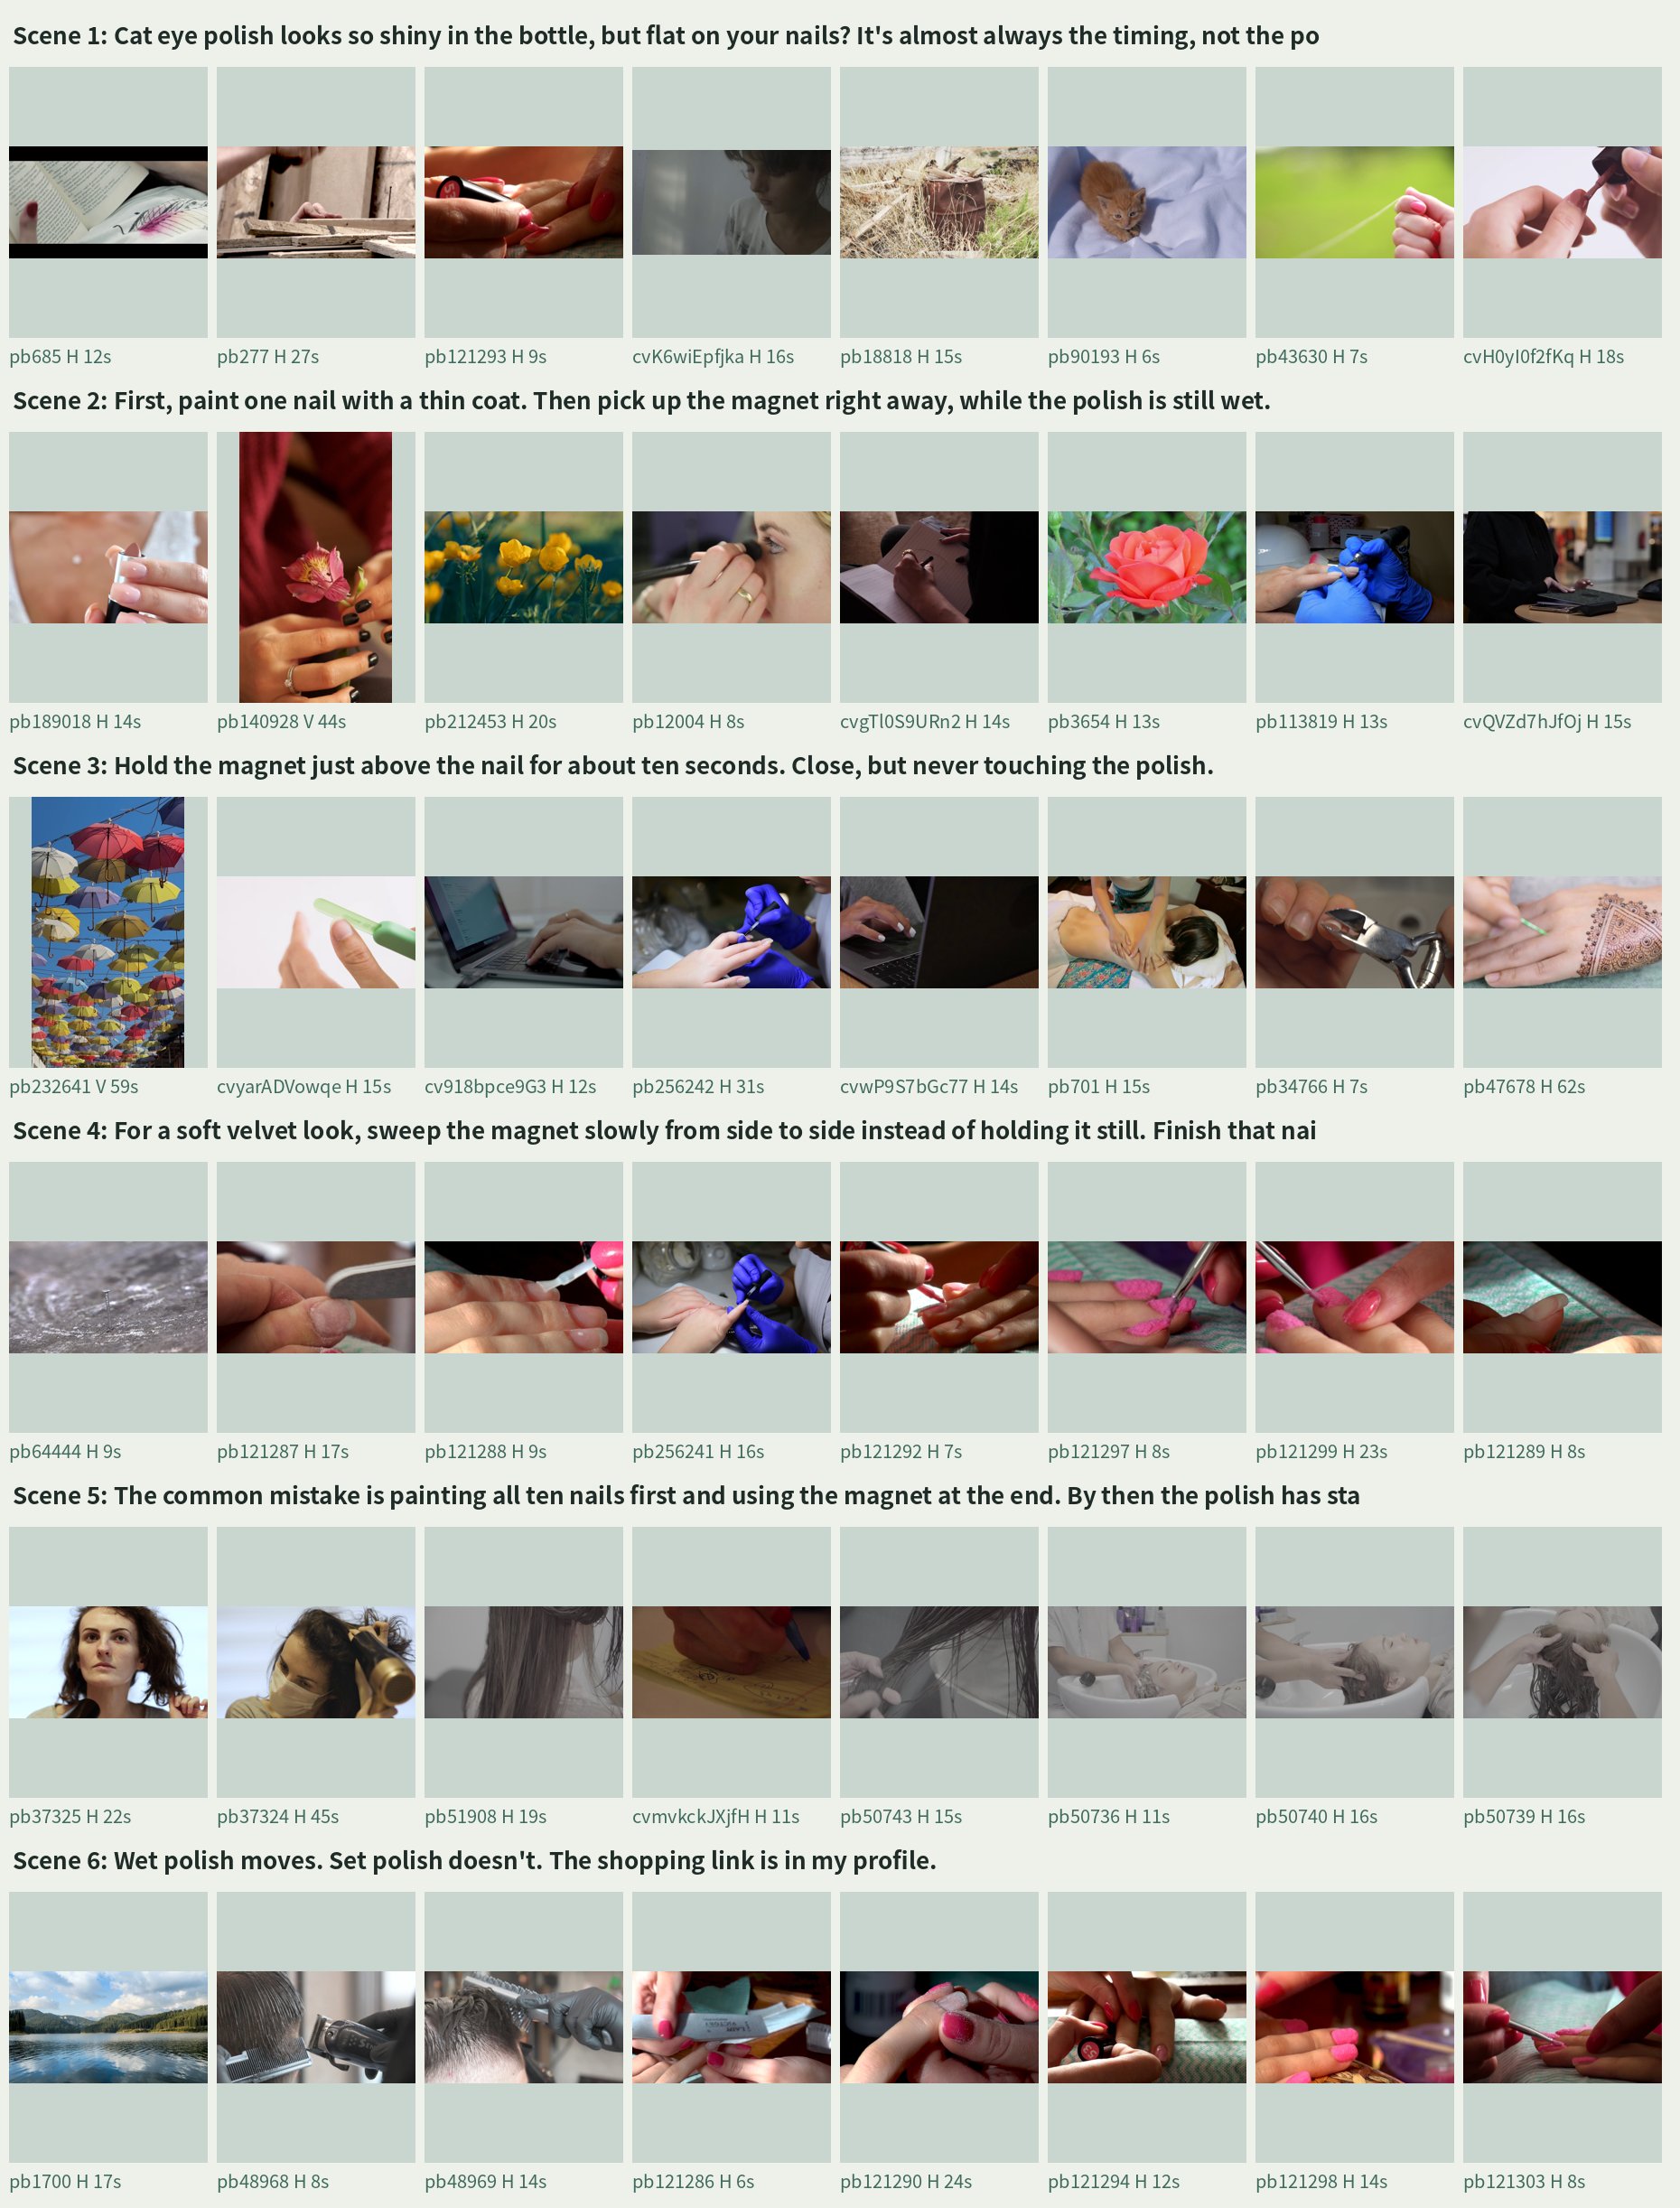 Scene 1: Cat eye polish looks so shiny in the bottle, but flat on your nails? It's almost always the timing, not the po
pb685 H 12s
pb277 H 27s
pb121293 H 9s
cvK6wiEpfjka H 16s
pb18818 H 15s
pb90193 H 6s
pb43630 H 7s
cvH0yI0f2fKq H 18s
Scene 2: First, paint one nail with a thin coat. Then pick up the magnet right away, while the polish is still wet.
pb189018 H 14s
pb140928 V 44s
pb212453 H 20s
pb12004 H 8s
cvgTl0S9URn2 H 14s
pb3654 H 13s
pb113819 H 13s
cvQVZd7hJfOj H 15s
Scene 3: Hold the magnet just above the nail for about ten seconds. Close, but never touching the polish.
pb232641 V 59s
cvyarADVowqe H 15s
cv918bpce9G3 H 12s
pb256242 H 31s
cvwP9S7bGc77 H 14s
pb701 H 15s
pb34766 H 7s
pb47678 H 62s
Scene 4: For a soft velvet look, sweep the magnet slowly from side to side instead of holding it still. Finish that nai
pb64444 H 9s
pb121287 H 17s
pb121288 H 9s
pb256241 H 16s
pb121292 H 7s
pb121297 H 8s
pb121299 H 23s
pb121289 H 8s
Scene 5: The common mistake is painting all ten nails first and using the magnet at the end. By then the polish has sta
pb37325 H 22s
pb37324 H 45s
pb51908 H 19s
cvmvkckJXjfH H 11s
pb50743 H 15s
pb50736 H 11s
pb50740 H 16s
pb50739 H 16s
Scene 6: Wet polish moves. Set polish doesn't. The shopping link is in my profile.
pb1700 H 17s
pb48968 H 8s
pb48969 H 14s
pb121286 H 6s
pb121290 H 24s
pb121294 H 12s
pb121298 H 14s
pb121303 H 8s